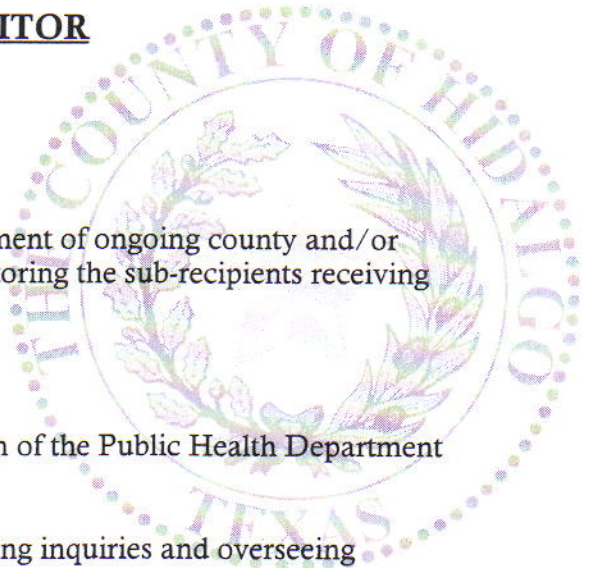 ITOR
THE COUNTY OF HIDALGO
ment of ongoing county and/or
toring the sub-recipients receiving
n of the Public Health Department
TEXAS
ng inquiries and overseeing